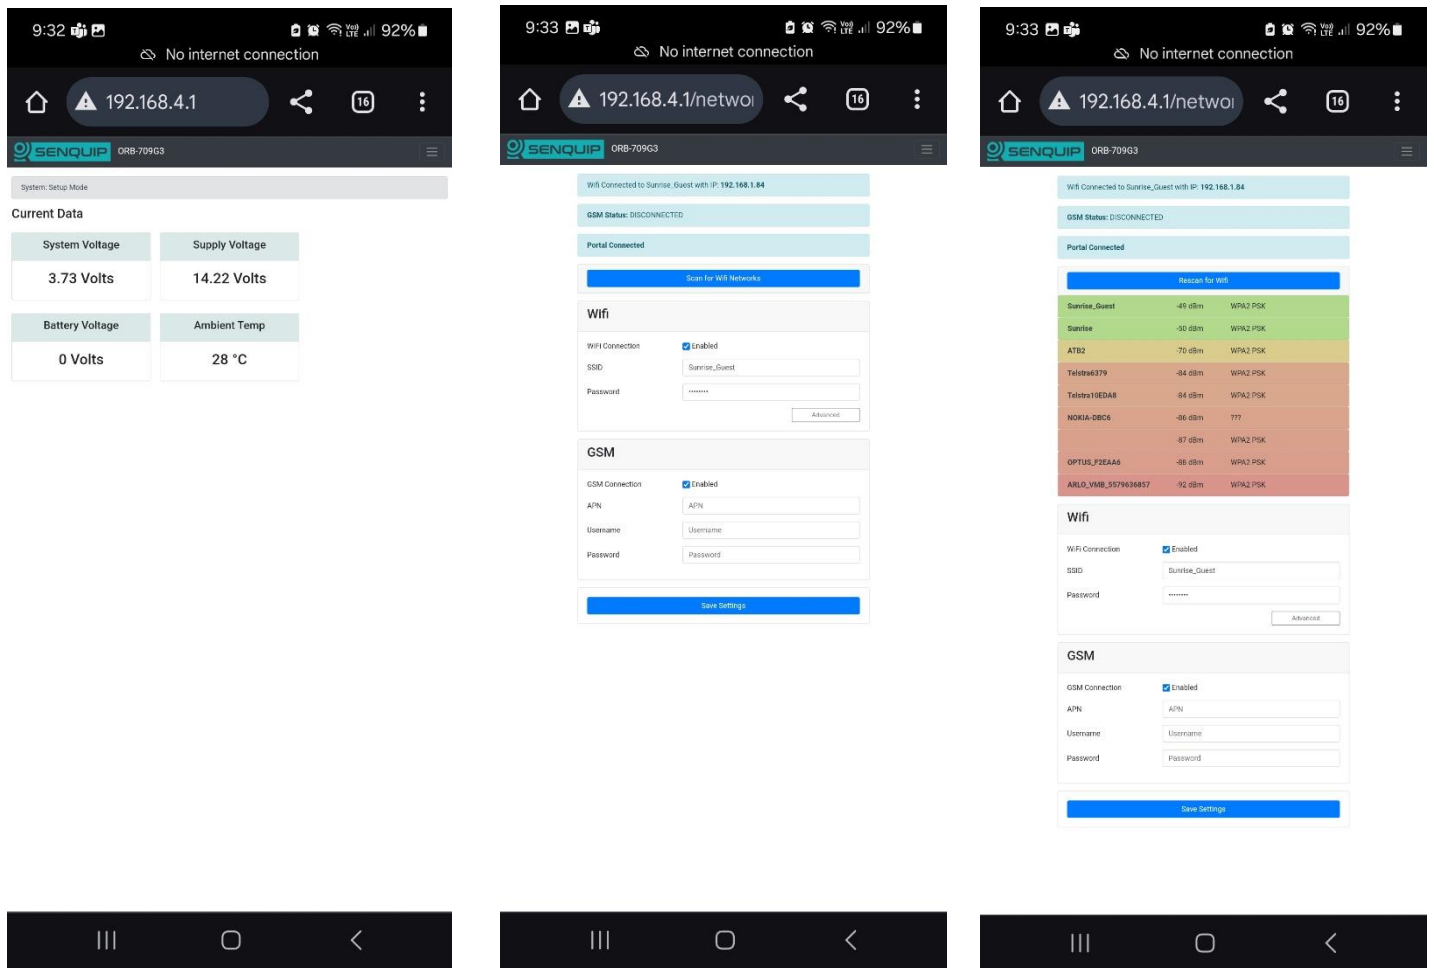 9:32
92%
No internet connection
192.168.4.1
16
SENQUIP ORB-709G3
System: Setup Mode
Current Data
System Voltage
3.73 Volts
Supply Voltage
14.22 Volts
Battery Voltage
0 Volts
Ambient Temp
28 °C
9:33
92%
No internet connection
192.168.4.1/networ
16
SENQUIP ORB-709G3
Wifi Connected to Sunrise_Guest with IP: 192.168.1.84
GSM Status: DISCONNECTED
Portal Connected
Scan for Wifi Networks
Wifi
WiFi Connection Enabled
SSID Sunrise_Guest
Password ••••••••
Advanced
GSM
GSM Connection Enabled
APN APN
Username Username
Password Password
Save Settings
9:33
92%
No internet connection
192.168.4.1/networ
16
SENQUIP ORB-709G3
Wifi Connected to Sunrise_Guest with IP: 192.168.1.84
GSM Status: DISCONNECTED
Portal Connected
Rescan for Wifi
Sunrise_Guest -49 dBm WPA2 PSK
Sunrise -50 dBm WPA2 PSK
ATB2 -70 dBm WPA2 PSK
Telstra6379 -84 dBm WPA2 PSK
Telstra10EDA8 -84 dBm WPA2 PSK
NOKIA-DBC6 -86 dBm ???
-87 dBm WPA2 PSK
OPTUS_F2EAA6 -88 dBm WPA2 PSK
ARLO_VMB_5579636857 -92 dBm WPA2 PSK
Wifi
WiFi Connection Enabled
SSID Sunrise_Guest
Password ••••••••
Advanced
GSM
GSM Connection Enabled
APN APN
Username Username
Password Password
Save Settings